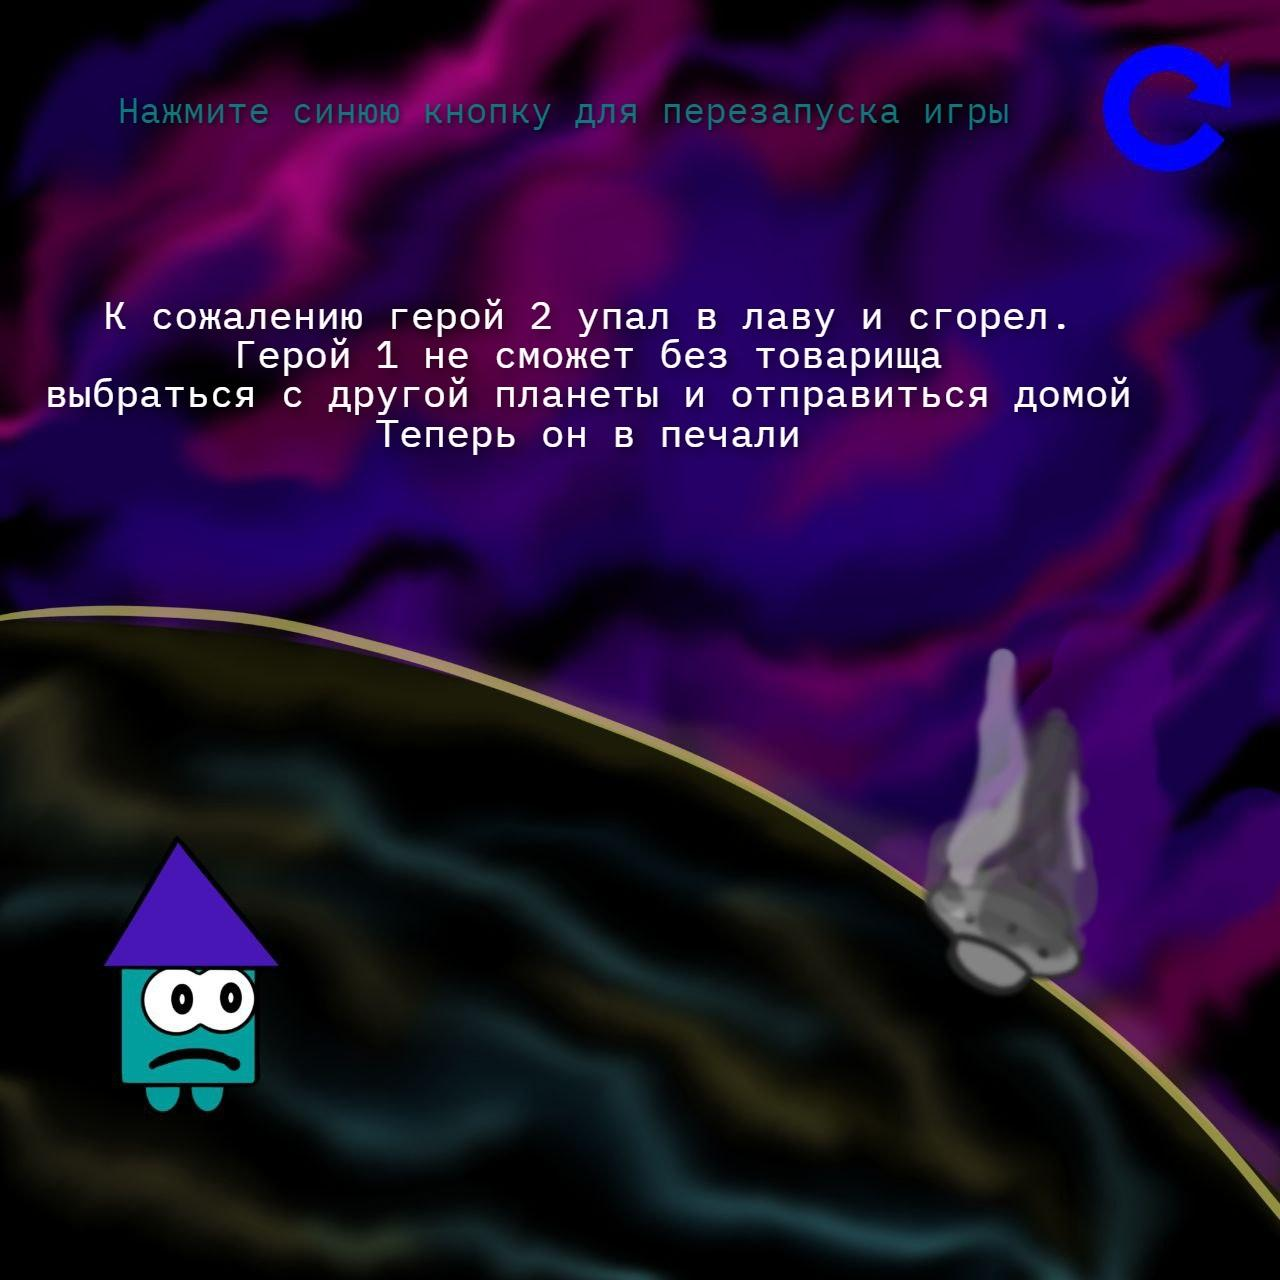 Нажмите синюю кнопку для перезапуска игры
К сожалению герой 2 упал в лаву и сгорел.
Герой 1 не сможет без товарища
выбраться с другой планеты и отправиться домой
Теперь он в печали